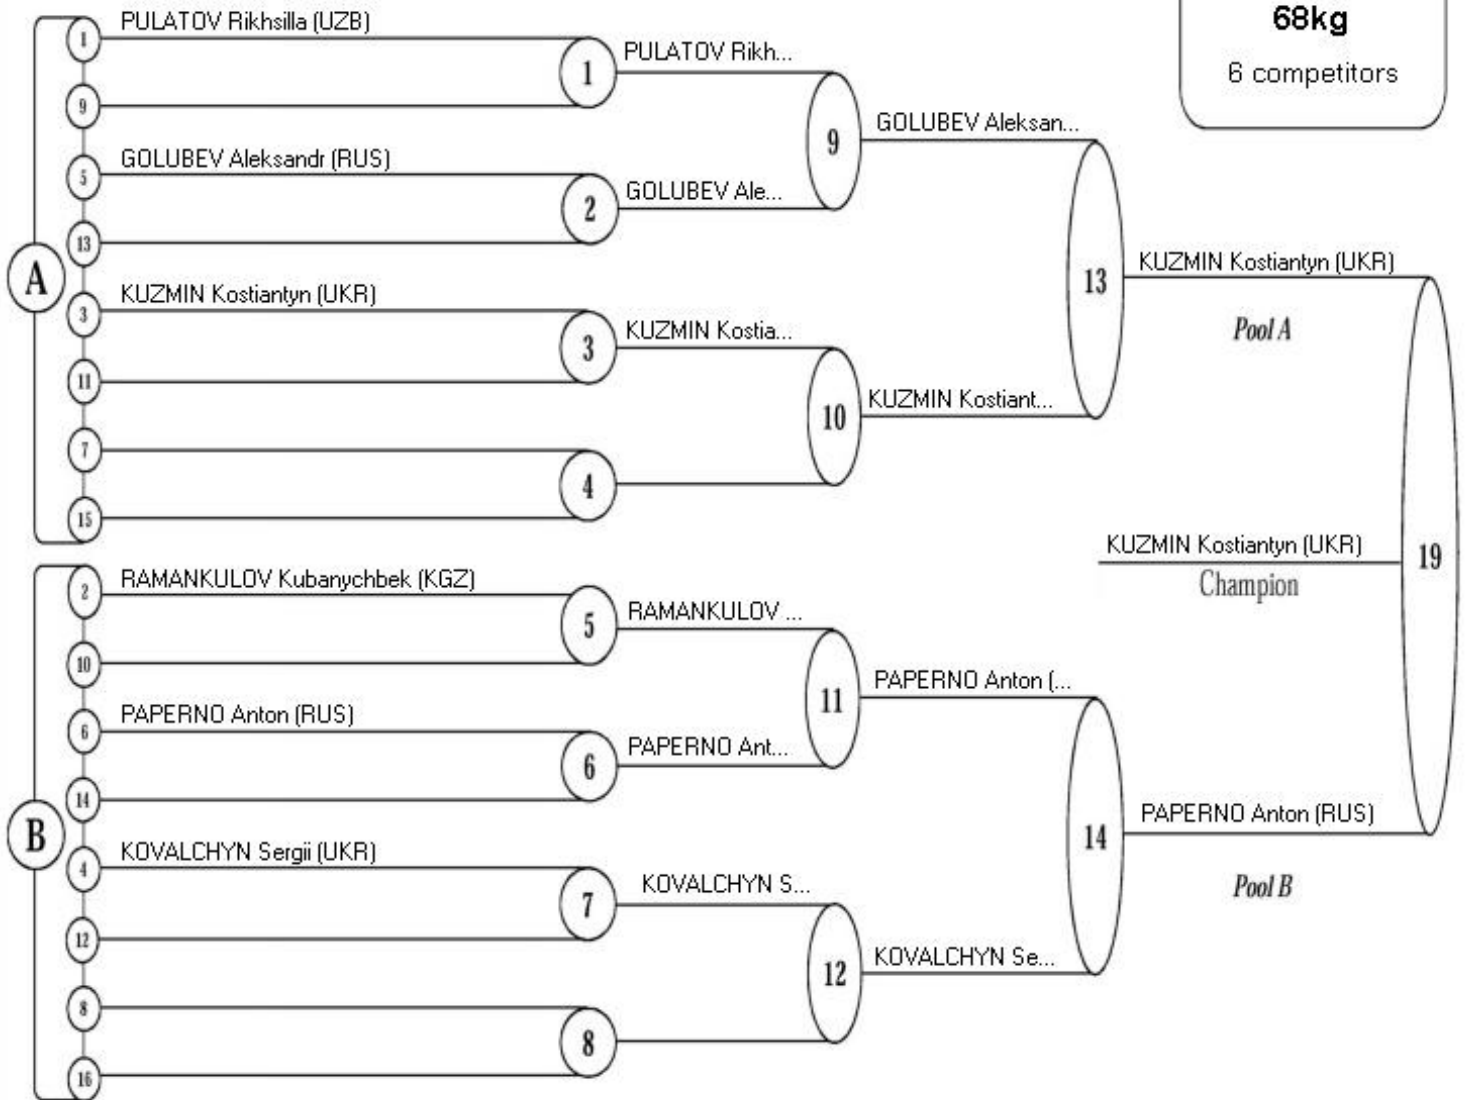 68kg
6 competitors
PULATOV Rikhsilla (UZB)
1
9
1
PULATOV Rikh...
GOLUBEV Aleksandr (RUS)
5
13
2
GOLUBEV Ale...
9
GOLUBEV Aleksan...
A
KUZMIN Kostiantyn (UKR)
3
11
3
KUZMIN Kostia...
7
15
4
10
KUZMIN Kostiant...
13
KUZMIN Kostiantyn (UKR)
Pool A
KUZMIN Kostiantyn (UKR)
Champion
19
RAMANKULOV Kubanychbek (KGZ)
2
10
5
RAMANKULOV ...
PAPERNO Anton (RUS)
6
14
6
PAPERNO Ant...
11
PAPERNO Anton (...
B
KOVALCHYN Sergii (UKR)
4
12
7
KOVALCHYN S...
8
16
8
12
KOVALCHYN Se...
14
PAPERNO Anton (RUS)
Pool B